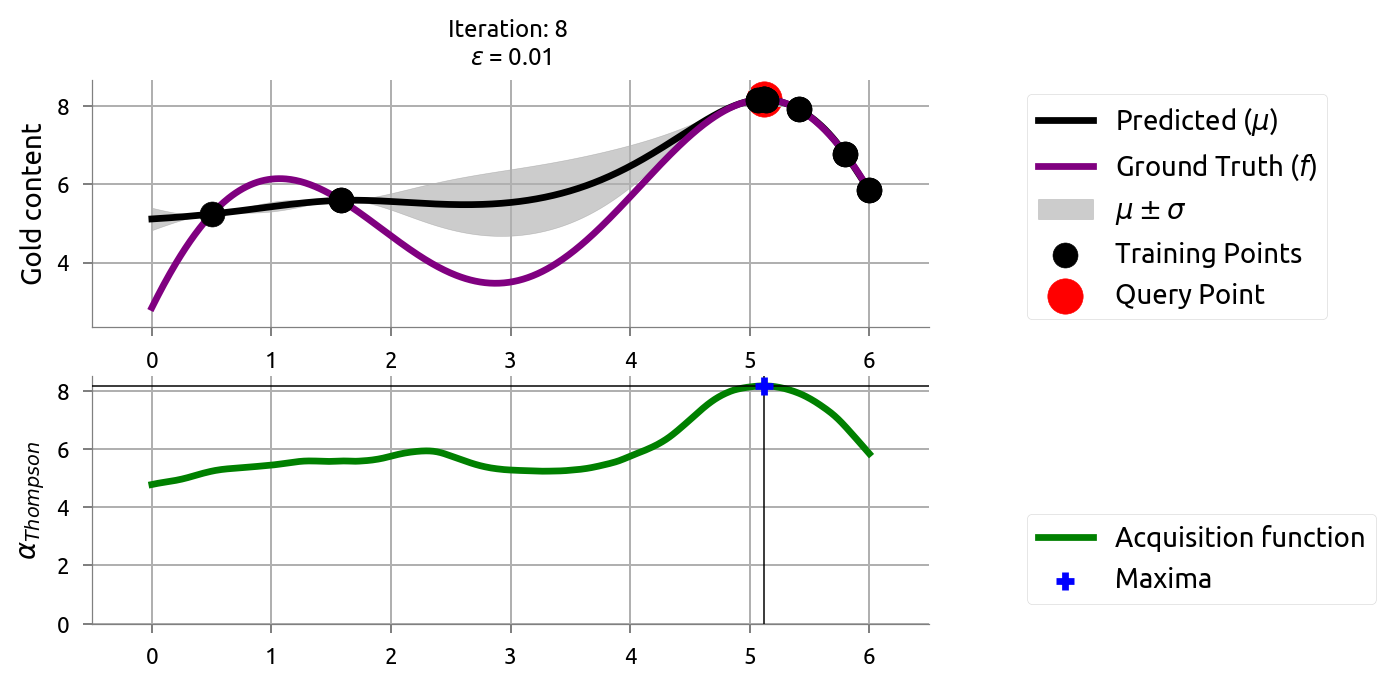 Iteration: 8
ε = 0.01
Gold content
8
6
4
0 1 2 3 4 5 6
Predicted (μ)
Ground Truth (f)
μ ± σ
Training Points
Query Point
α_Thompson
8
6
4
2
0
0 1 2 3 4 5 6
Acquisition function
Maxima